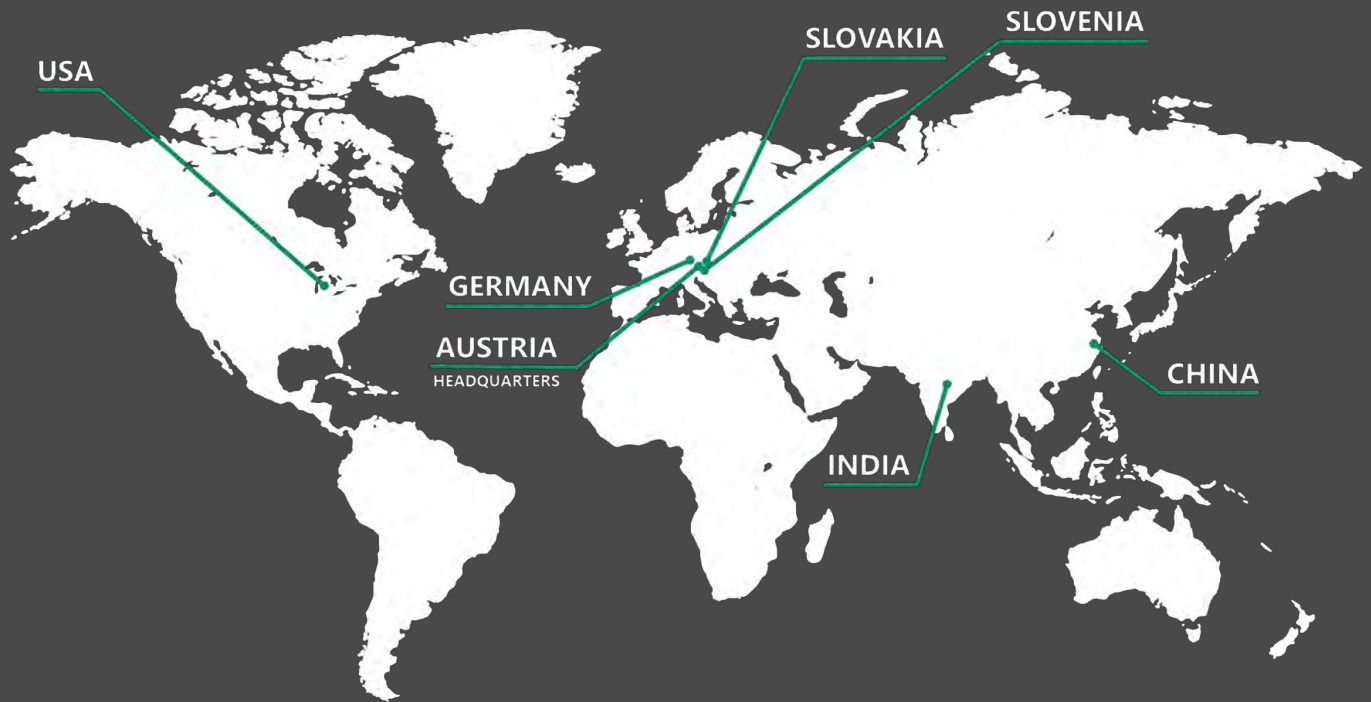 SLOVENIA
SLOVAKIA
USA
GERMANY
AUSTRIA
HEADQUARTERS
CHINA
INDIA